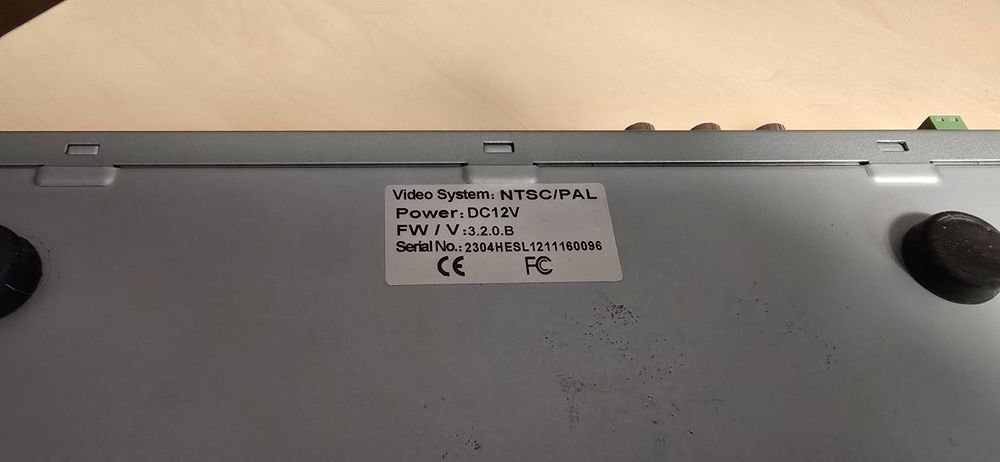 Video System: NTSC/PAL
Power: DC12V
FW / V: 3.2.0.B
Serial No.: 2304HESL1211160096
CE FC